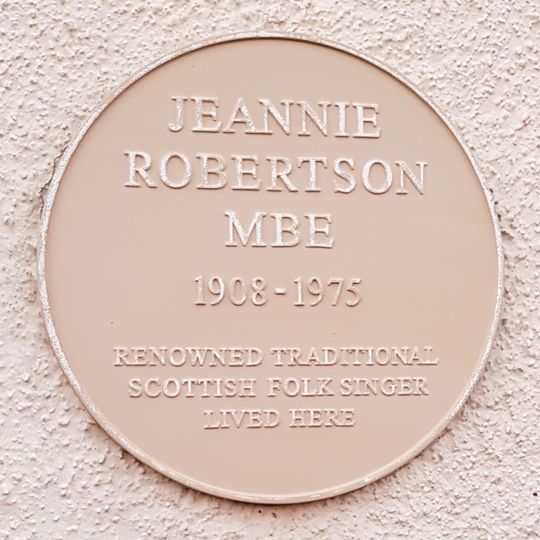 JEANNIE
ROBERTSON
MBE
1908-1975
RENOWNED TRADITIONAL
SCOTTISH FOLK SINGER
LIVED HERE